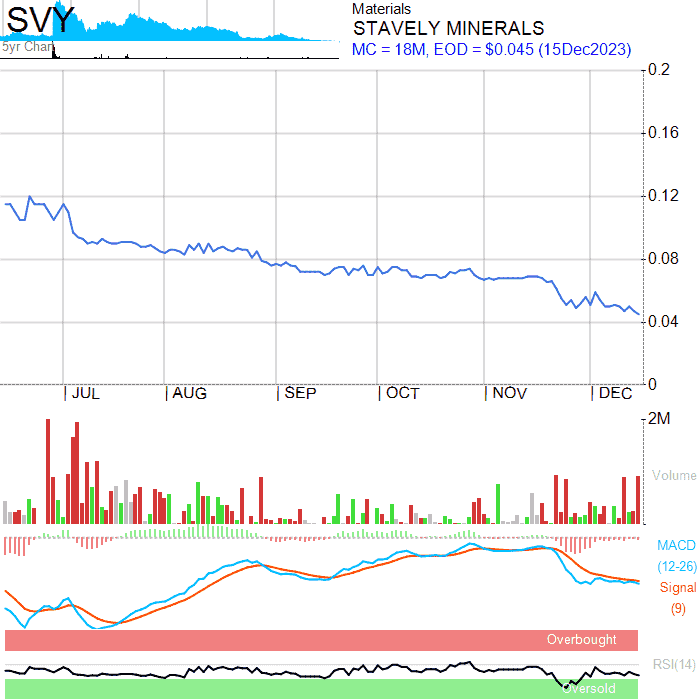 SVY
5yr Chart
Materials
STAVELY MINERALS
MC = 18M, EOD = $0.045 (15Dec2023)
0.2
0.16
0.12
0.08
0.04
0
JUL AUG SEP OCT NOV DEC
2M
Volume
MACD
(12-26)
Signal
(9)
Overbought
RSI(14)
Oversold